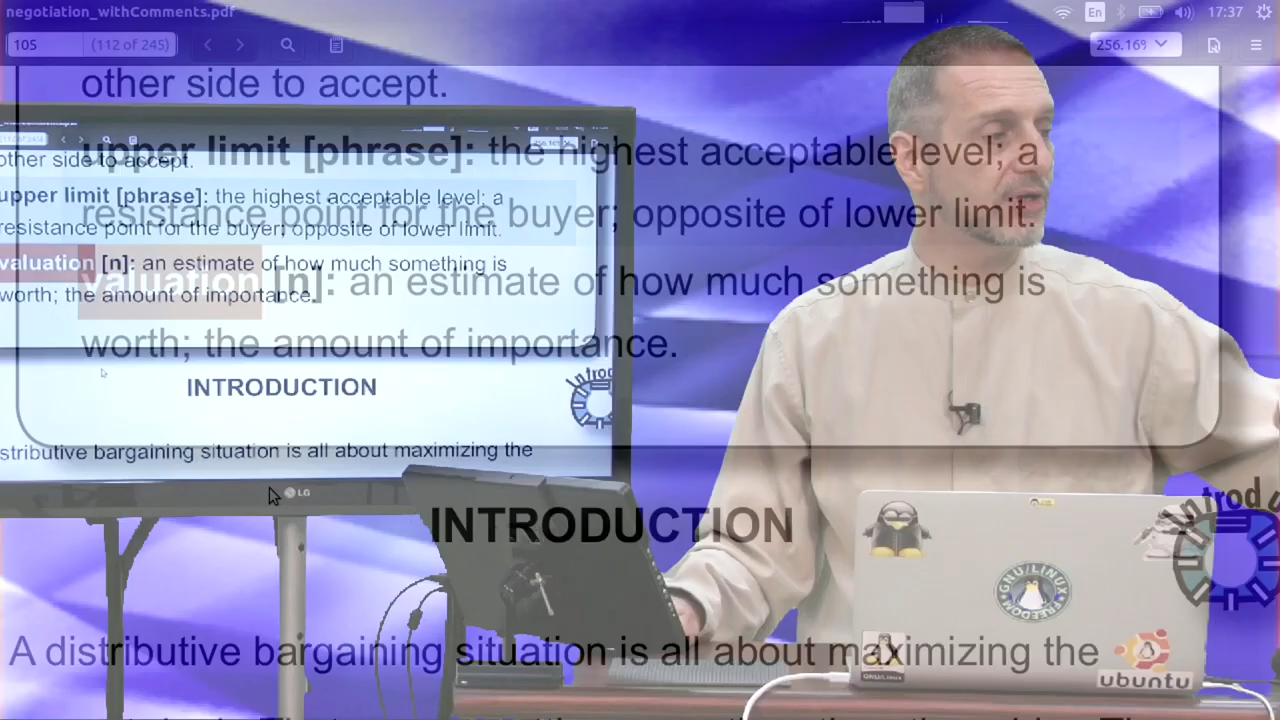 negotiation_withComments.pdf
En
17:37
105 (112 of 245)
256.16%
other side to accept.
upper limit [phrase]: the highest acceptable level; a
resistance point for the buyer; opposite of lower limit.
valuation [n]: an estimate of how much something is
worth; the amount of importance.
INTRODUCTION
A distributive bargaining situation is all about maximizing the
other side to accept.
upper limit [phrase]: the highest acceptable level; a
resistance point for the buyer; opposite of lower limit.
valuation [n]: an estimate of how much something is
worth; the amount of importance.
INTRODUCTION
stributive bargaining situation is all about maximizing the
LG
Introd
GNU/LINUX
FREEDOM
GNU/LINUX
ubuntu